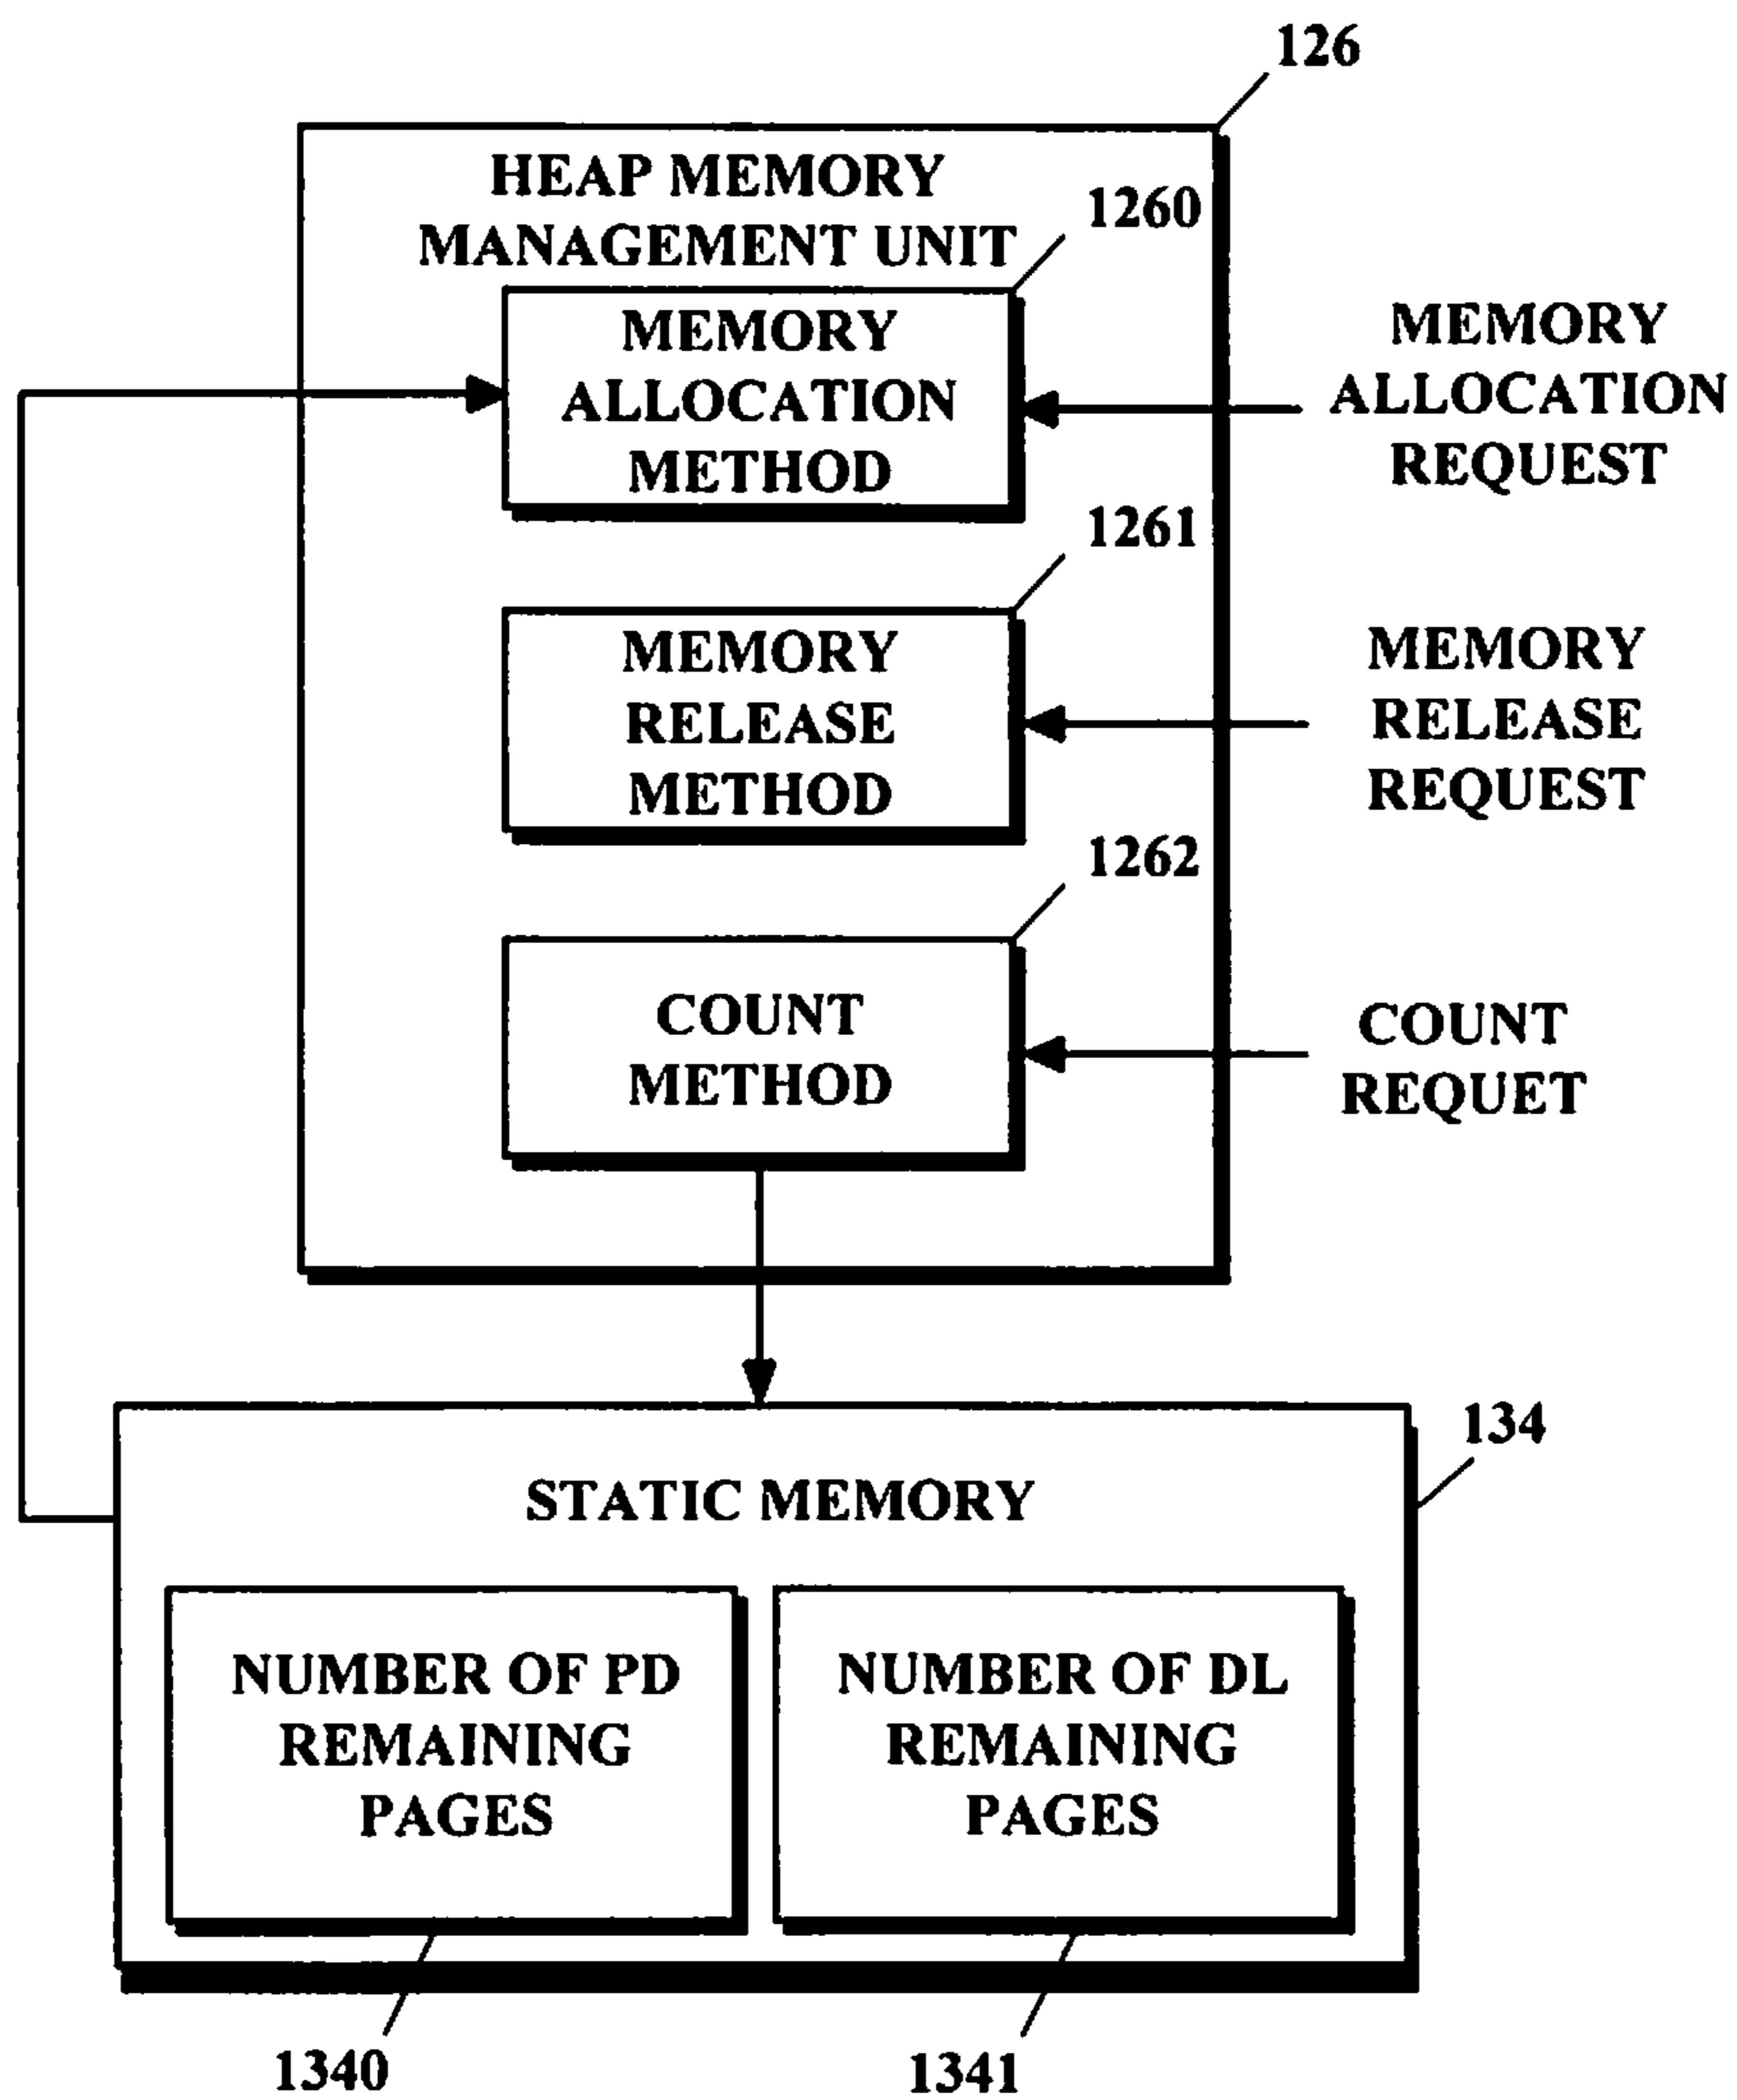 126
HEAP MEMORY
MANAGEMENT UNIT
1260
MEMORY
ALLOCATION
METHOD
MEMORY
ALLOCATION
REQUEST
1261
MEMORY
RELEASE
METHOD
MEMORY
RELEASE
REQUEST
1262
COUNT
METHOD
COUNT
REQUET
134
STATIC MEMORY
NUMBER OF PD
REMAINING
PAGES
NUMBER OF DL
REMAINING
PAGES
1340
1341